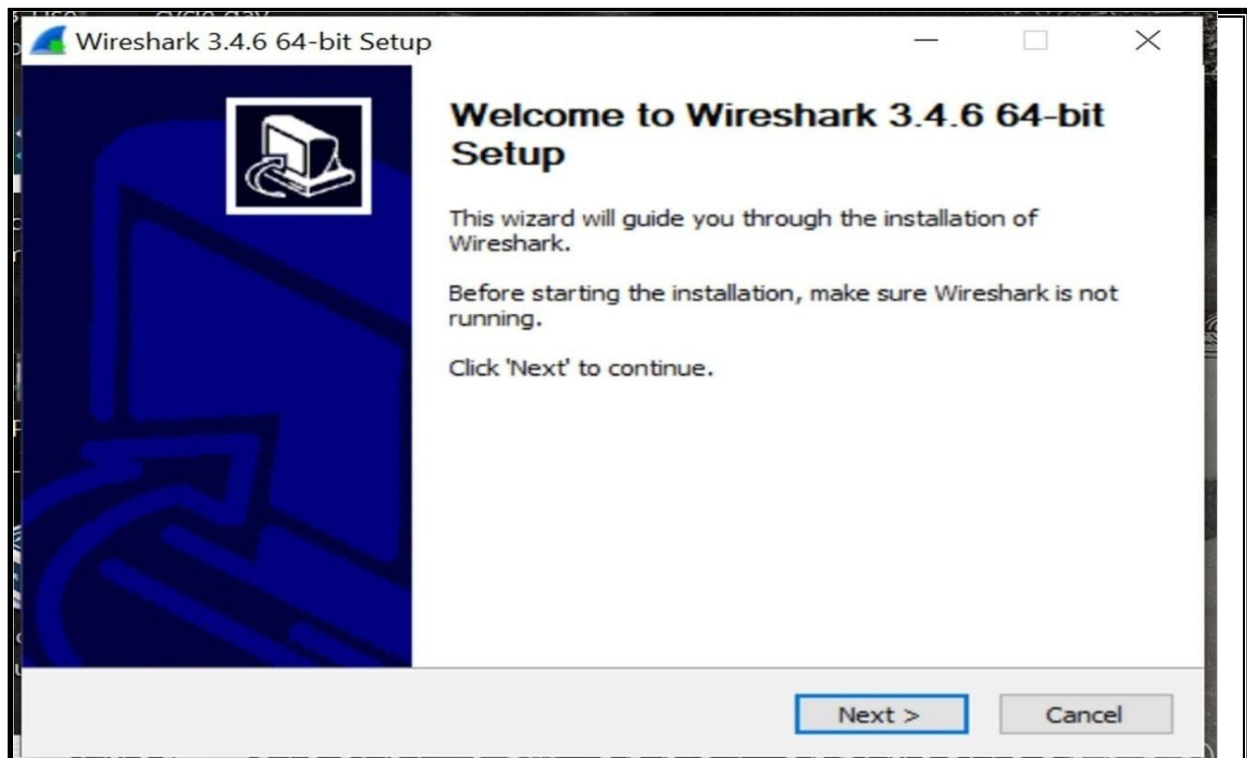 Wireshark 3.4.6 64-bit Setup
Welcome to Wireshark 3.4.6 64-bit
Setup
This wizard will guide you through the installation of
Wireshark.
Before starting the installation, make sure Wireshark is not
running.
Click 'Next' to continue.
Next >
Cancel